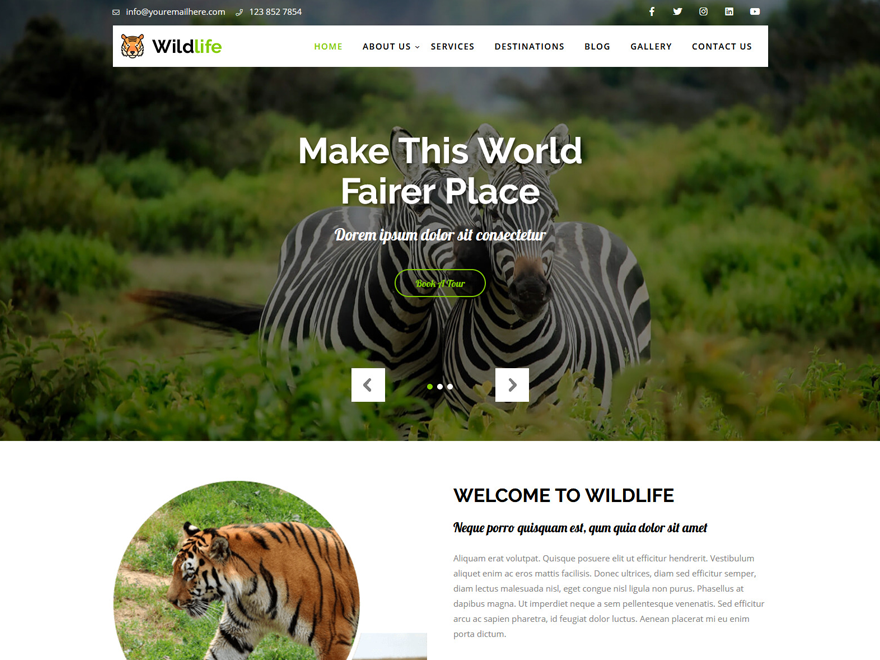 info@youremailhere.com 123 852 7854
Wildlife
HOME ABOUT US SERVICES DESTINATIONS BLOG GALLERY CONTACT US
Make This World
Fairer Place
Dorem ipsum dolor sit consectetur
Book A Tour
WELCOME TO WILDLIFE
Neque porro quisquam est, qum quia dolor sit amet
Aliquam erat volutpat. Quisque posuere elit ut efficitur hendrerit. Vestibulum
aliquet enim ac eros mattis facilisis. Donec ultrices, diam sed efficitur semper,
diam lectus malesuada nisl, eget congue nisl ligula non purus. Phasellus at
dapibus magna. Ut imperdiet neque a sem pellentesque venenatis. Sed efficitur
arcu ac sapien pharetra, id feugiat dolor luctus. Aenean placerat mi eu enim
porta dictum.